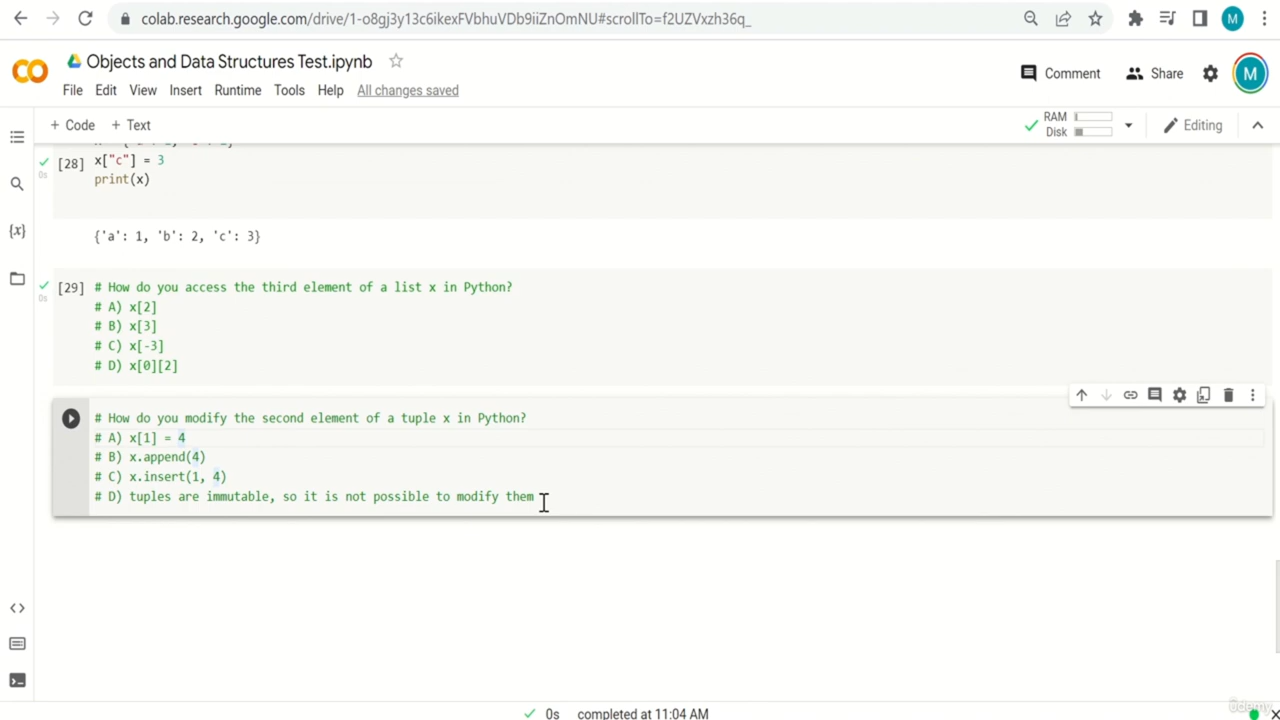 colab.research.google.com/drive/1-o8gj3y13c6ikexFVbhuVDb9iiZnOmNU#scrollTo=f2UZVxzh36q_
M
CO
Objects and Data Structures Test.ipynb
Comment
Share
M
File Edit View Insert Runtime Tools Help All changes saved
+ Code + Text
RAM
Disk
Editing
[28] x["c"] = 3
print(x)
{'a': 1, 'b': 2, 'c': 3}
[29] # How do you access the third element of a list x in Python?
# A) x[2]
# B) x[3]
# C) x[-3]
# D) x[0][2]
# How do you modify the second element of a tuple x in Python?
# A) x[1] = 4
# B) x.append(4)
# C) x.insert(1, 4)
# D) tuples are immutable, so it is not possible to modify them
0s completed at 11:04 AM
udemy